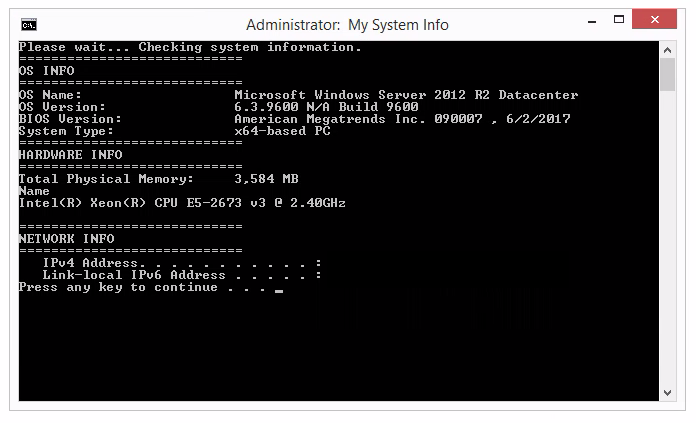 Administrator:  My System Info
Please wait... Checking system information.
============================
OS INFO
============================
OS Name:                   Microsoft Windows Server 2012 R2 Datacenter
OS Version:                6.3.9600 N/A Build 9600
BIOS Version:              American Megatrends Inc. 090007 , 6/2/2017
System Type:               x64-based PC
============================
HARDWARE INFO
============================
Total Physical Memory:     3,584 MB
Name
Intel(R) Xeon(R) CPU E5-2673 v3 @ 2.40GHz
============================
NETWORK INFO
============================
   IPv4 Address. . . . . . . . . . . :
   Link-local IPv6 Address . . . . . :
Press any key to continue . . . _